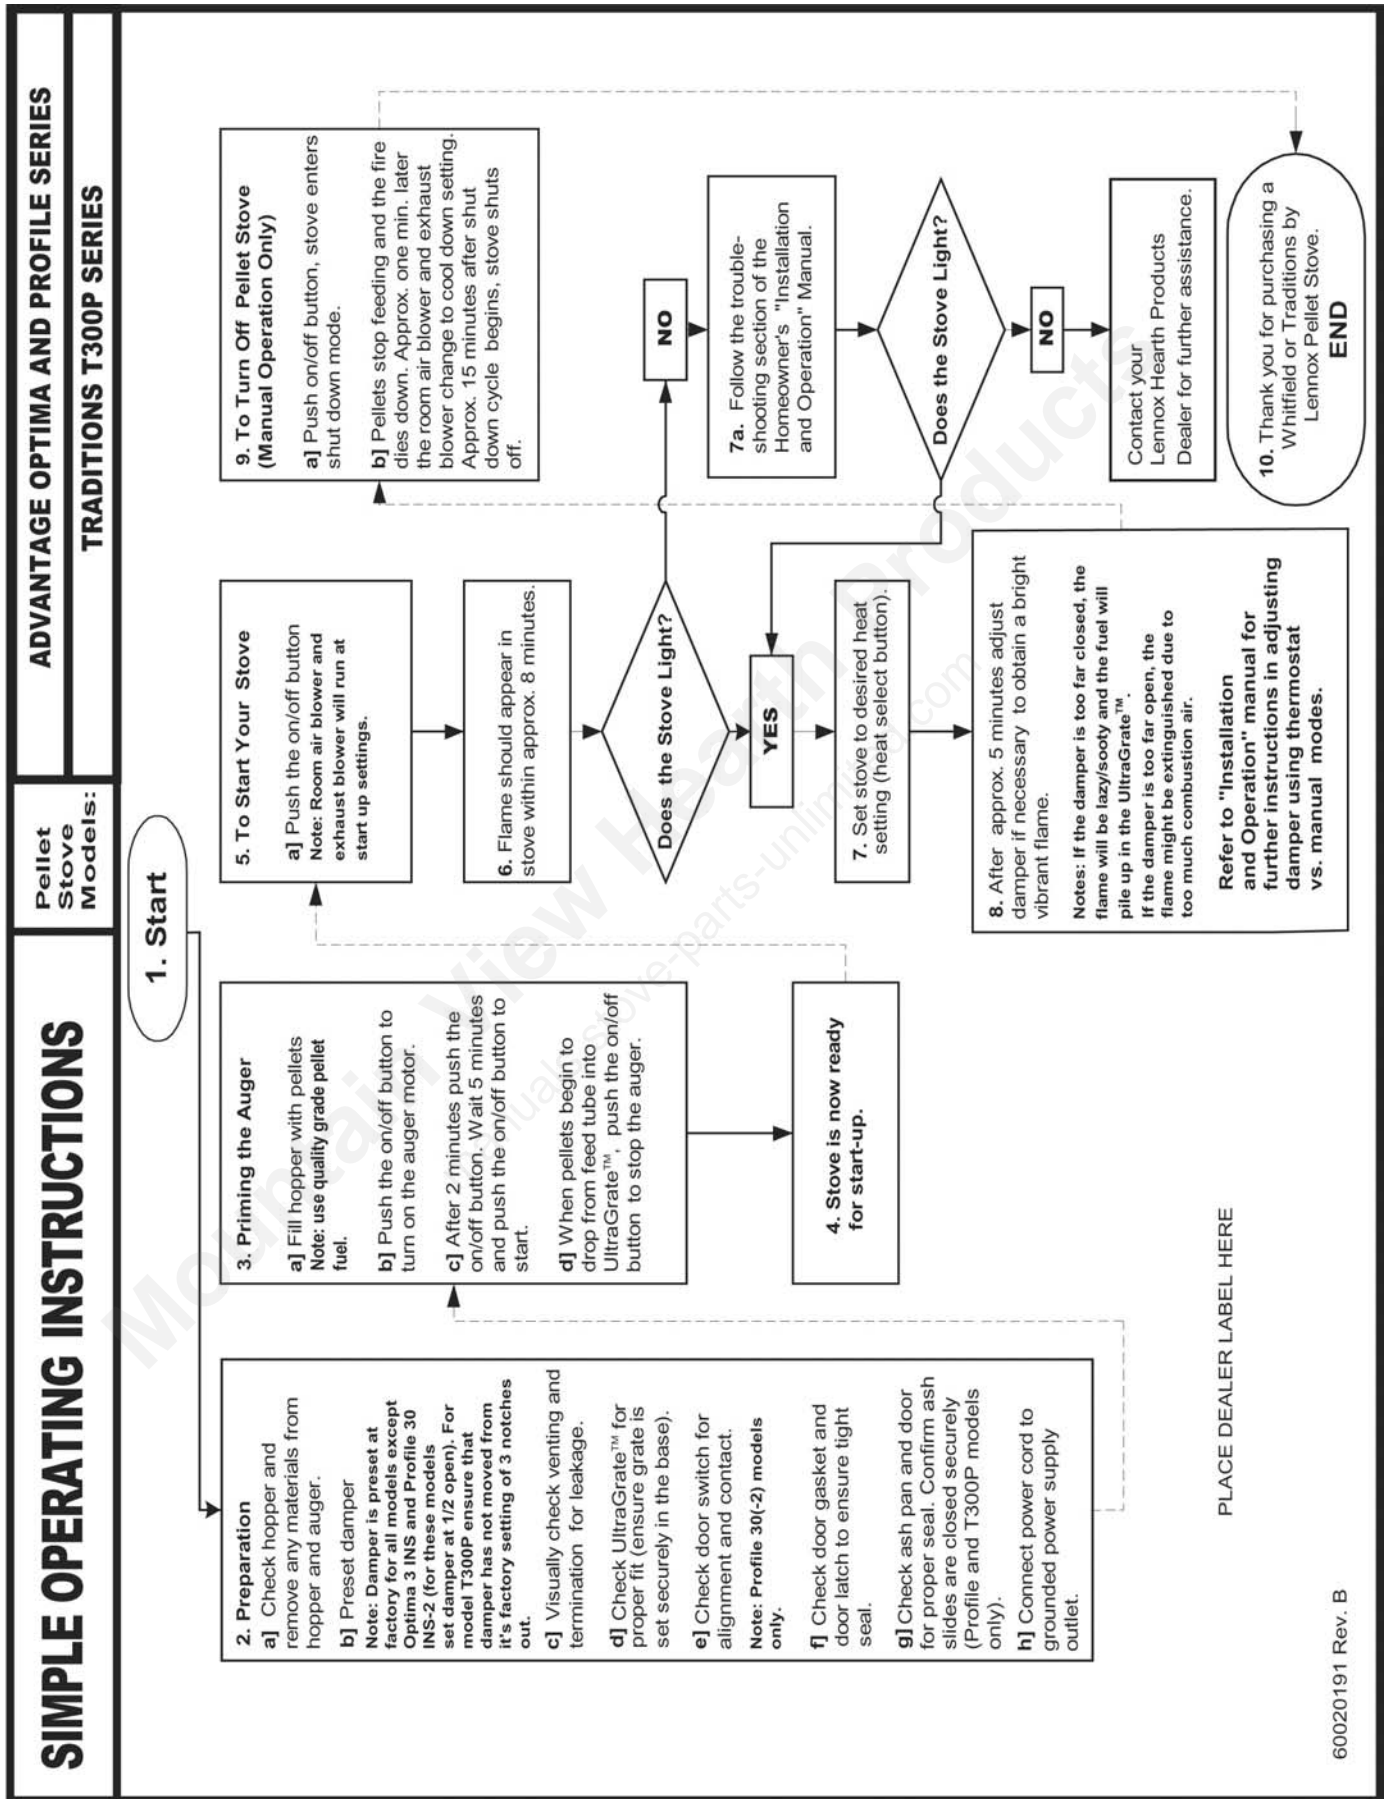 SIMPLE OPERATING INSTRUCTIONS
Pellet
Stove
Models:
ADVANTAGE OPTIMA AND PROFILE SERIES
TRADITIONS T300P SERIES
1. Start
2. Preparation
a] Check hopper and
remove any materials from
hopper and auger.
b] Preset damper
Note: Damper is preset at
factory for all models except
Optima 3 INS and Profile 30
INS-2 (for these models
set damper at 1/2 open). For
model T300P ensure that
damper has not moved from
it's factory setting of 3 notches
out.
c] Visually check venting and
termination for leakage.
d] Check UltraGrate™ for
proper fit (ensure grate is
set securely in the base).
e] Check door switch for
alignment and contact.
Note: Profile 30(-2) models
only.
f] Check door gasket and
door latch to ensure tight
seal.
g] Check ash pan and door
for proper seal. Confirm ash
slides are closed securely
(Profile and T300P models
only).
h] Connect power cord to
grounded power supply
outlet.
3. Priming the Auger
a] Fill hopper with pellets
Note: use quality grade pellet
fuel.
b] Push the on/off button to
turn on the auger motor.
c] After 2 minutes push the
on/off button. Wait 5 minutes
and push the on/off button to
start.
d] When pellets begin to
drop from feed tube into
UltraGrate™, push the on/off
button to stop the auger.
4. Stove is now ready
for start-up.
5. To Start Your Stove
a] Push the on/off button
Note: Room air blower and
exhaust blower will run at
start up settings.
6. Flame should appear in
stove within approx. 8 minutes.
Does the Stove Light?
YES
7. Set stove to desired heat
setting (heat select button).
8. After approx. 5 minutes adjust
damper if necessary to obtain a bright
vibrant flame.
Notes: If the damper is too far closed, the
flame will be lazy/sooty and the fuel will
pile up in the UltraGrate™.
If the damper is too far open, the
flame might be extinguished due to
too much combustion air.
Refer to "Installation
and Operation" manual for
further instructions in adjusting
damper using thermostat
vs. manual modes.
9. To Turn Off Pellet Stove
(Manual Operation Only)
a] Push on/off button, stove enters
shut down mode.
b] Pellets stop feeding and the fire
dies down. Approx. one min. later
the room air blower and exhaust
blower change to cool down setting.
Approx. 15 minutes after shut
down cycle begins, stove shuts
off.
NO
7a. Follow the trouble-
shooting section of the
Homeowner's "Installation
and Operation" Manual.
Does the Stove Light?
NO
Contact your
Lennox Hearth Products
Dealer for further assistance.
10. Thank you for purchasing a
Whitfield or Traditions by
Lennox Pellet Stove.
END
PLACE DEALER LABEL HERE
60020191 Rev. B
Mountain View Hearth Products
manuals.stove-parts-unlimited.com